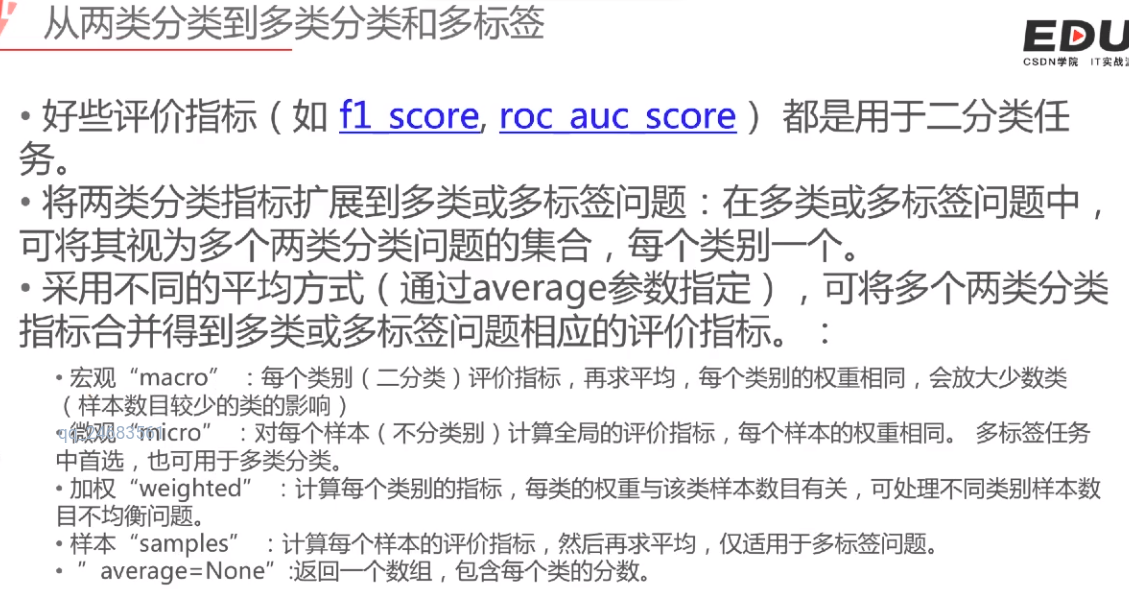 从两类分类到多类分类和多标签
EDU
CSDN学院 IT实战
• 好些评价指标（如 f1_score, roc_auc_score） 都是用于二分类任
务。
• 将两类分类指标扩展到多类或多标签问题：在多类或多标签问题中，
可将其视为多个两类分类问题的集合，每个类别一个。
• 采用不同的平均方式（通过average参数指定），可将多个两类分类
指标合并得到多类或多标签问题相应的评价指标。：
• 宏观“macro” ：每个类别（二分类）评价指标，再求平均，每个类别的权重相同，会放大少数类
（样本数目较少的类的影响）
• 微观“micro” ：对每个样本（不分类别）计算全局的评价指标，每个样本的权重相同。 多标签任务
中首选，也可用于多类分类。
• 加权“weighted” ：计算每个类别的指标，每类的权重与该类样本数目有关，可处理不同类别样本数
目不均衡问题。
• 样本“samples” ：计算每个样本的评价指标，然后再求平均，仅适用于多标签问题。
• ”average=None”:返回一个数组，包含每个类的分数。